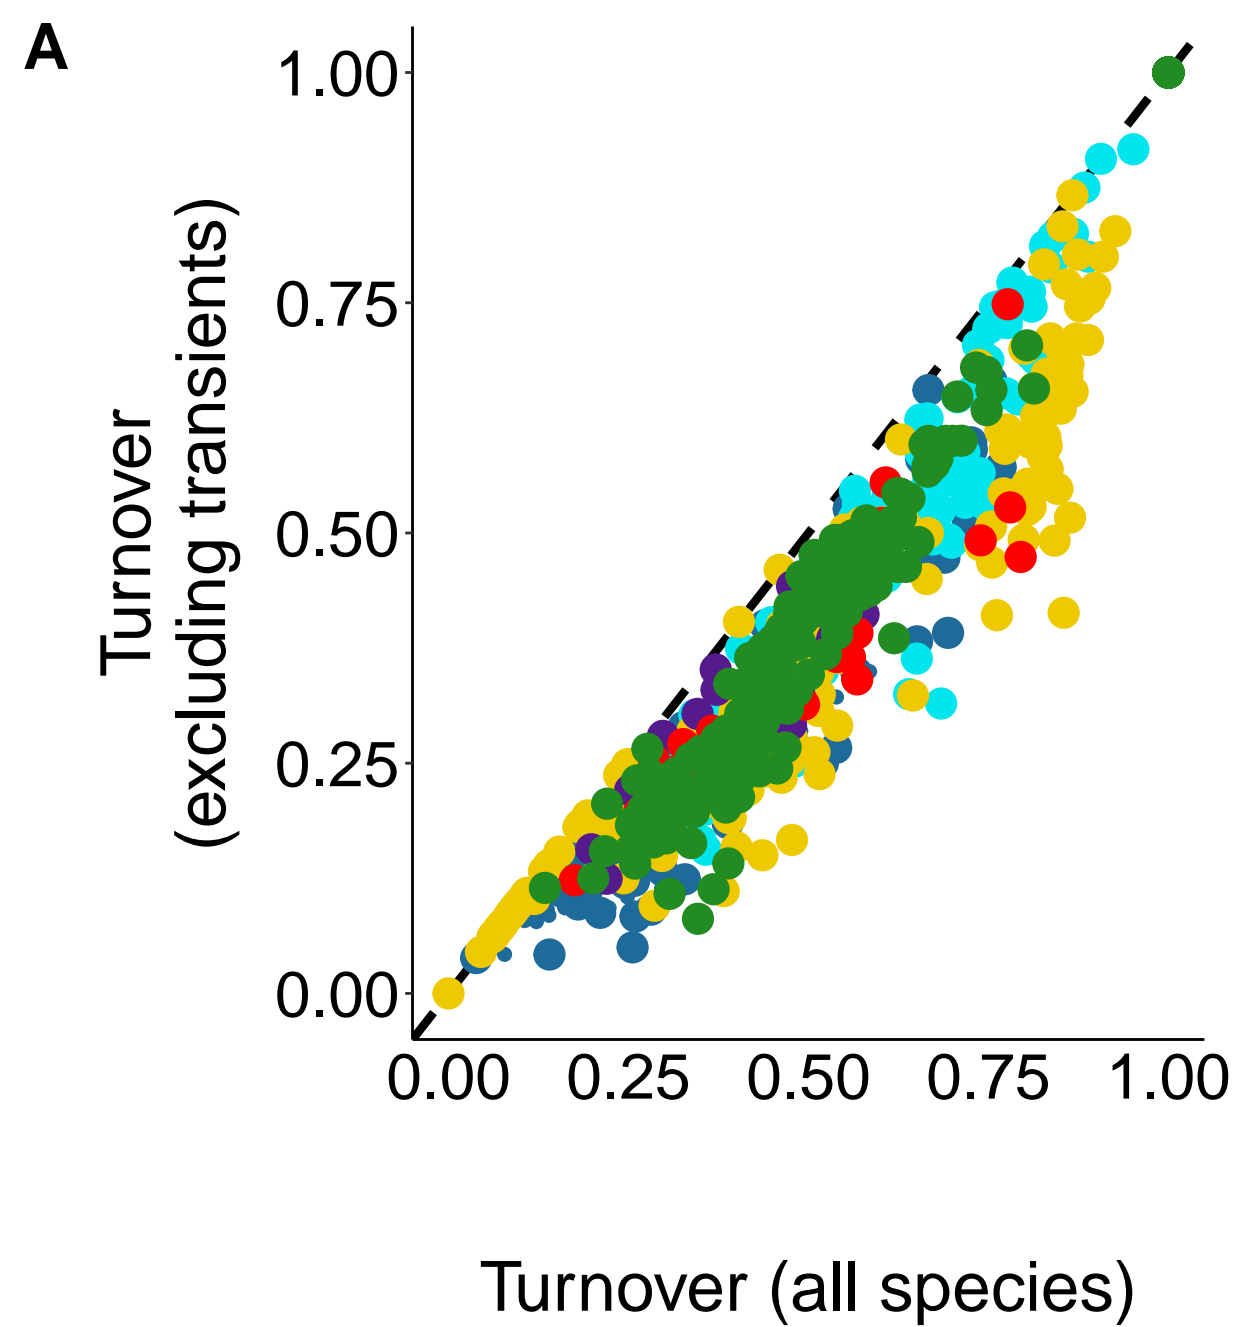 A
Turnover
(excluding transients)
1.00
0.75
0.50
0.25
0.00
0.00 0.25 0.50 0.75 1.00
Turnover (all species)